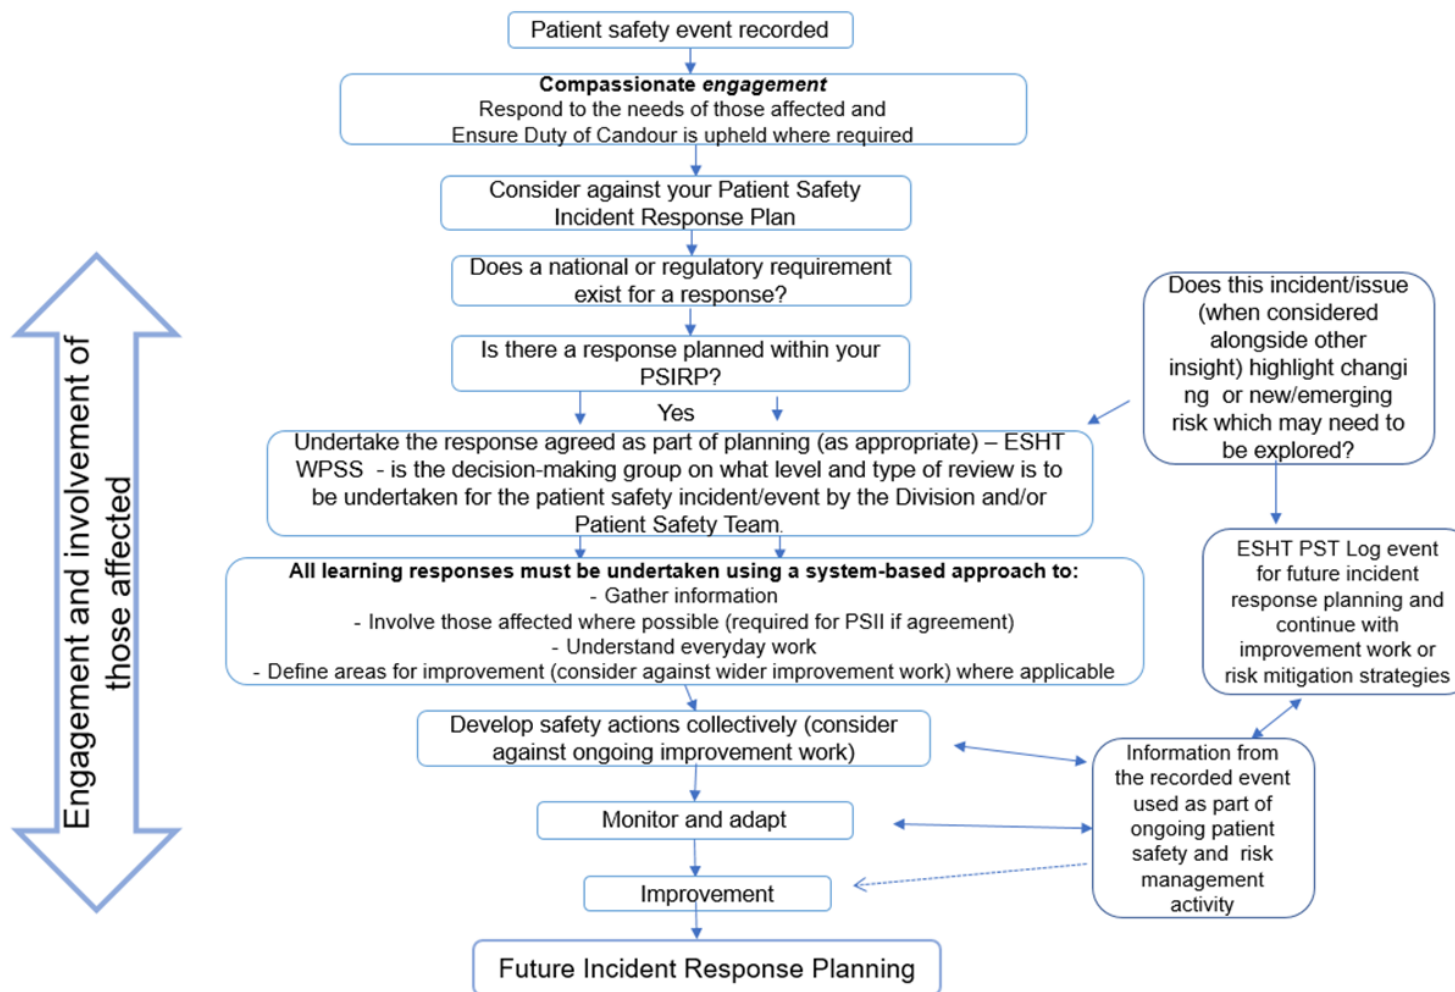 Patient safety event recorded
Compassionate engagement
Respond to the needs of those affected and
Ensure Duty of Candour is upheld where required
Consider against your Patient Safety
Incident Response Plan
Does a national or regulatory requirement
exist for a response?
Is there a response planned within your
PSIRP?
Yes
Undertake the response agreed as part of planning (as appropriate) – ESHT
WPSS - is the decision-making group on what level and type of review is to
be undertaken for the patient safety incident/event by the Division and/or
Patient Safety Team.
All learning responses must be undertaken using a system-based approach to:
- Gather information
- Involve those affected where possible (required for PSII if agreement)
- Understand everyday work
- Define areas for improvement (consider against wider improvement work) where applicable
Develop safety actions collectively (consider
against ongoing improvement work)
Monitor and adapt
Improvement
Future Incident Response Planning
Engagement and involvement of
those affected
Does this incident/issue
(when considered
alongside other
insight) highlight changi
ng or new/emerging
risk which may need to
be explored?
ESHT PST Log event
for future incident
response planning and
continue with
improvement work or
risk mitigation strategies
Information from
the recorded event
used as part of
ongoing patient
safety and risk
management
activity